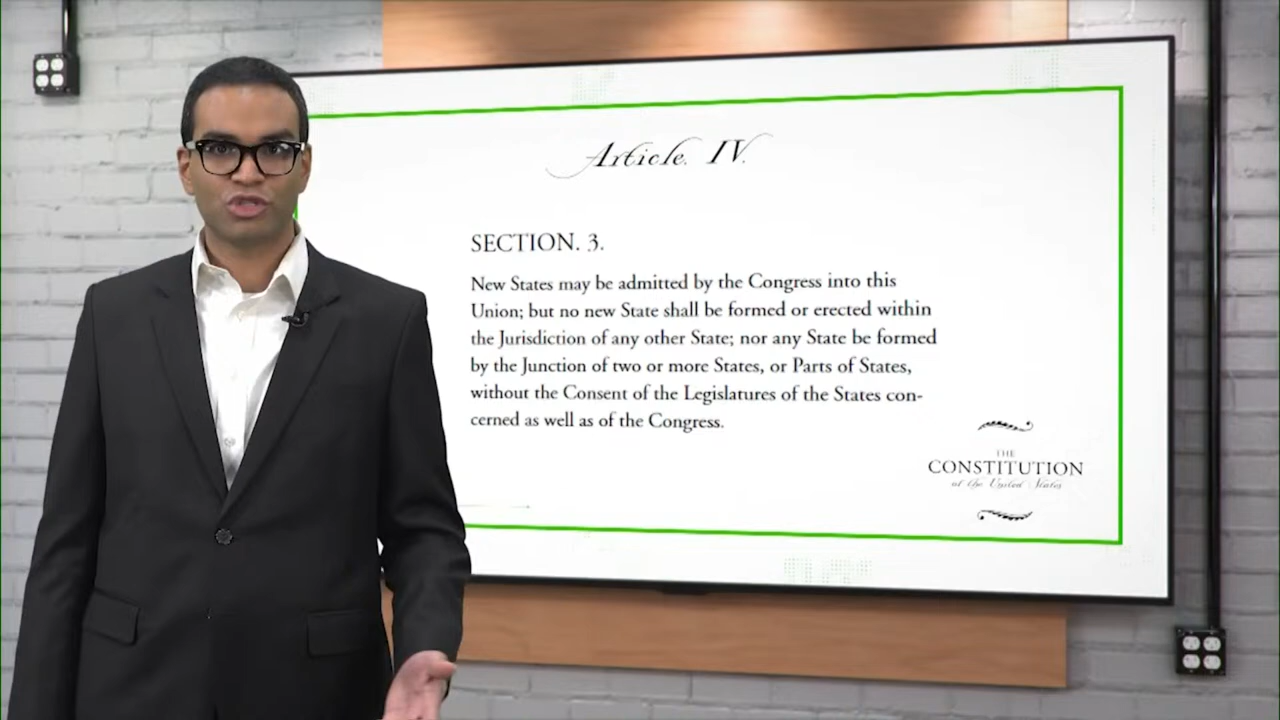 Article. IV.
SECTION. 3.
New States may be admitted by the Congress into this
Union; but no new State shall be formed or erected within
the Jurisdiction of any other State; nor any State be formed
by the Junction of two or more States, or Parts of States,
without the Consent of the Legislatures of the States con-
cerned as well as of the Congress.
THE
CONSTITUTION
of the United States